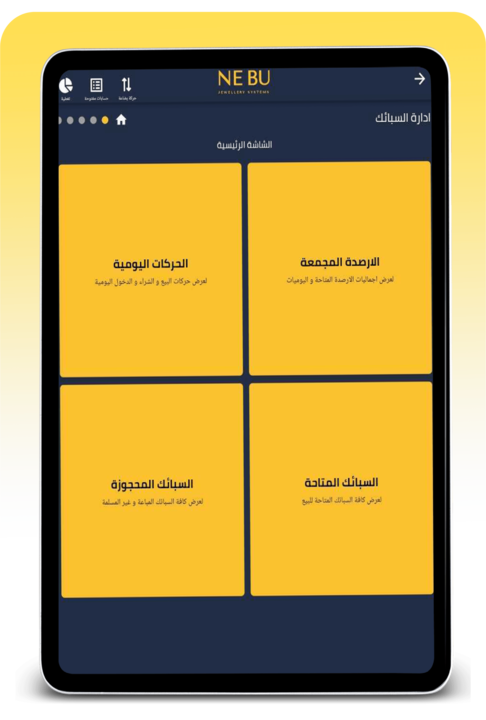 NE BU
JEWELLERY SYSTEMS
حركة بضاعة
حسابات مفتوحة
تغطية
ادارة السبائك
الشاشة الرئيسية
الارصدة المجمعة
لعرض اجماليات الارصدة المتاحة و اليوميات
الحركات اليومية
لعرض حركات البيع و الشراء و الدخول اليومية
السبائك المتاحة
لعرض كافة السبائك المتاحة للبيع
السبائك المحجوزة
لعرض كافة السبائك المباعة و غير المسلمة